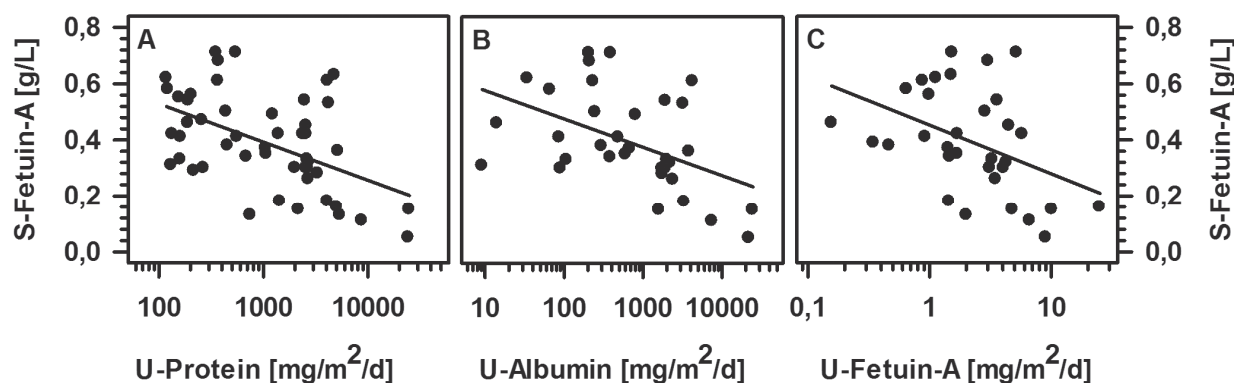 0,8 A B C 0,8
0,6 0,6
0,4 0,4
0,2 0,2
0,0 0,0
S-Fetuin-A [g/L]
S-Fetuin-A [g/L]
100 1000 10000 10 100 1000 10000 0,1 1 10
U-Protein [mg/m²/d] U-Albumin [mg/m²/d] U-Fetuin-A [mg/m²/d]